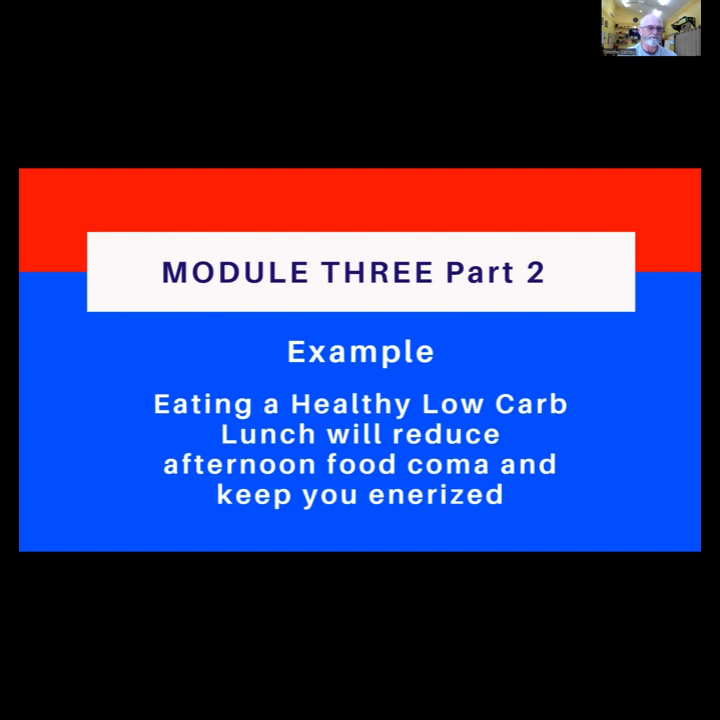 MODULE THREE Part 2
Example
Eating a Healthy Low Carb
Lunch will reduce
afternoon food coma and
keep you enerized